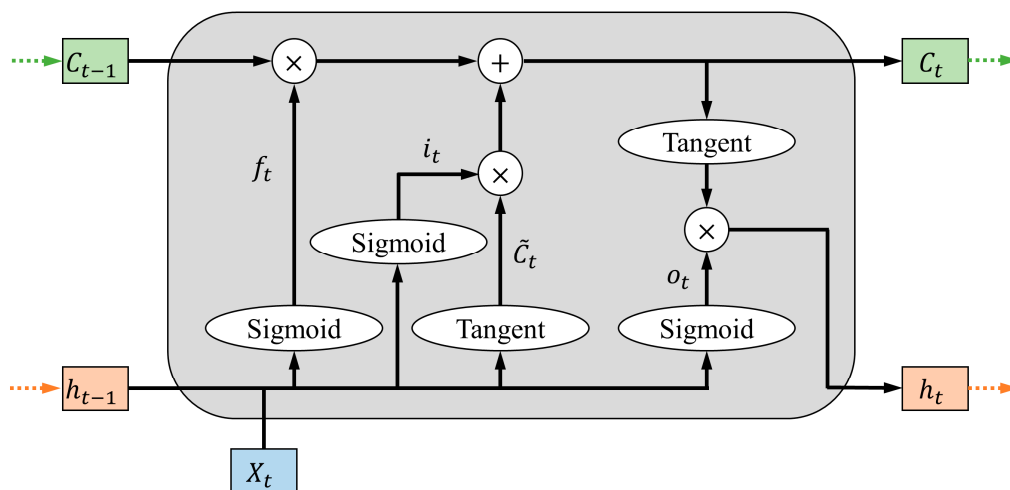 C_{t-1}
×
+
C_t
Tangent
i_t
f_t
×
×
Sigmoid
C̃_t
o_t
Sigmoid
Tangent
Sigmoid
h_{t-1}
h_t
X_t